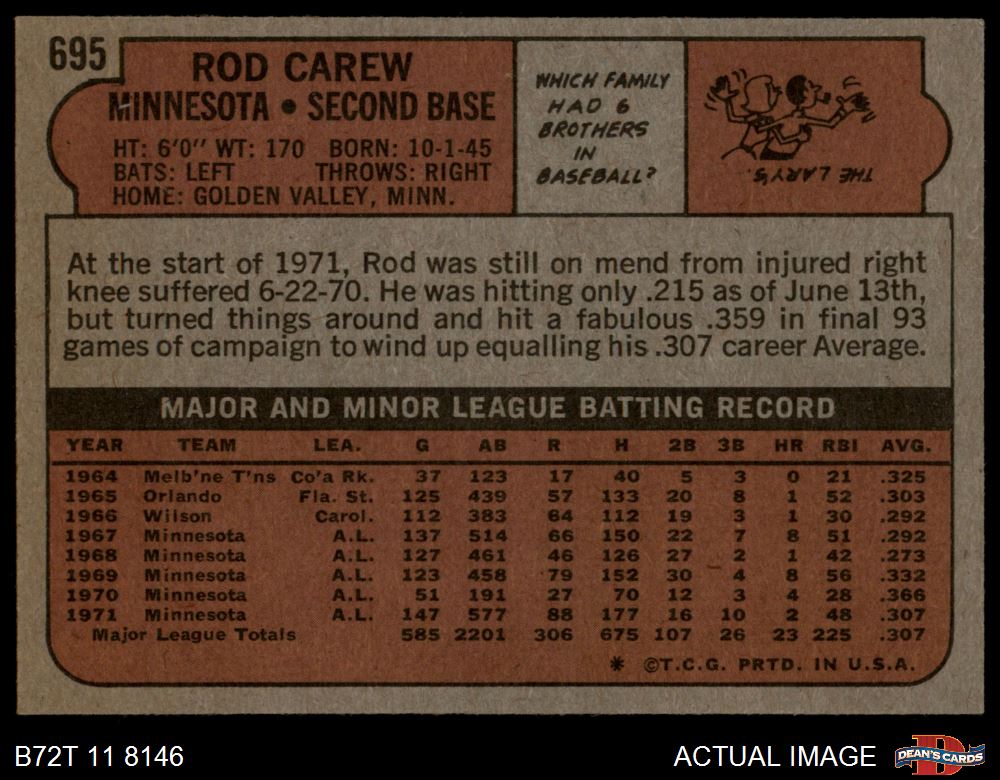 695
ROD CAREW
MINNESOTA • SECOND BASE
HT: 6'0" WT: 170 BORN: 10-1-45
BATS: LEFT THROWS: RIGHT
HOME: GOLDEN VALLEY, MINN.
WHICH FAMILY
HAD 6
BROTHERS
IN
BASEBALL?
THE LARY'S.
At the start of 1971, Rod was still on mend from injured right
knee suffered 6-22-70. He was hitting only .215 as of June 13th,
but turned things around and hit a fabulous .359 in final 93
games of campaign to wind up equalling his .307 career Average.
MAJOR AND MINOR LEAGUE BATTING RECORD
YEAR TEAM LEA. G AB R H 2B 3B HR RBI AVG.
1964 Melb'ne T'ns Co'a Rk. 37 123 17 40 5 3 0 21 .325
1965 Orlando Fla. St. 125 439 57 133 20 8 1 52 .303
1966 Wilson Carol. 112 383 64 112 19 3 1 30 .292
1967 Minnesota A.L. 137 514 66 150 22 7 8 51 .292
1968 Minnesota A.L. 127 461 46 126 27 2 1 42 .273
1969 Minnesota A.L. 123 458 79 152 30 4 8 56 .332
1970 Minnesota A.L. 51 191 27 70 12 3 4 28 .366
1971 Minnesota A.L. 147 577 88 177 16 10 2 48 .307
Major League Totals 585 2201 306 675 107 26 23 225 .307
* ©T.C.G. PRTD. IN U.S.A.
B72T 11 8146
ACTUAL IMAGE
D
DEAN'S CARDS